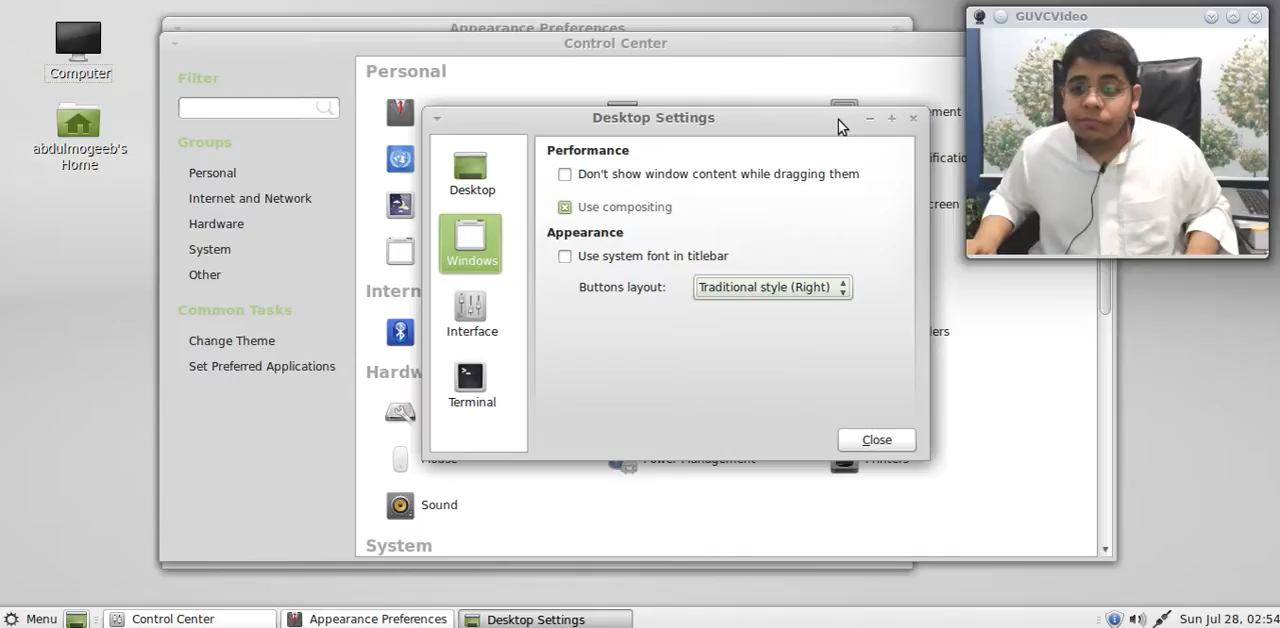 Computer
abdulmogeeb's
Home
Appearance Preferences
Control Center
GUVCVIdeo
Filter
Groups
Personal
Internet and Network
Hardware
System
Other
Common Tasks
Change Theme
Set Preferred Applications
Personal
Intern
Hardw
Sound
System
Desktop Settings
Desktop
Windows
Interface
Terminal
Performance
Don't show window content while dragging them
Use compositing
Appearance
Use system font in titlebar
Buttons layout: Traditional style (Right)
Close
Menu
Control Center
Appearance Preferences
Desktop Settings
Sun Jul 28, 02:54